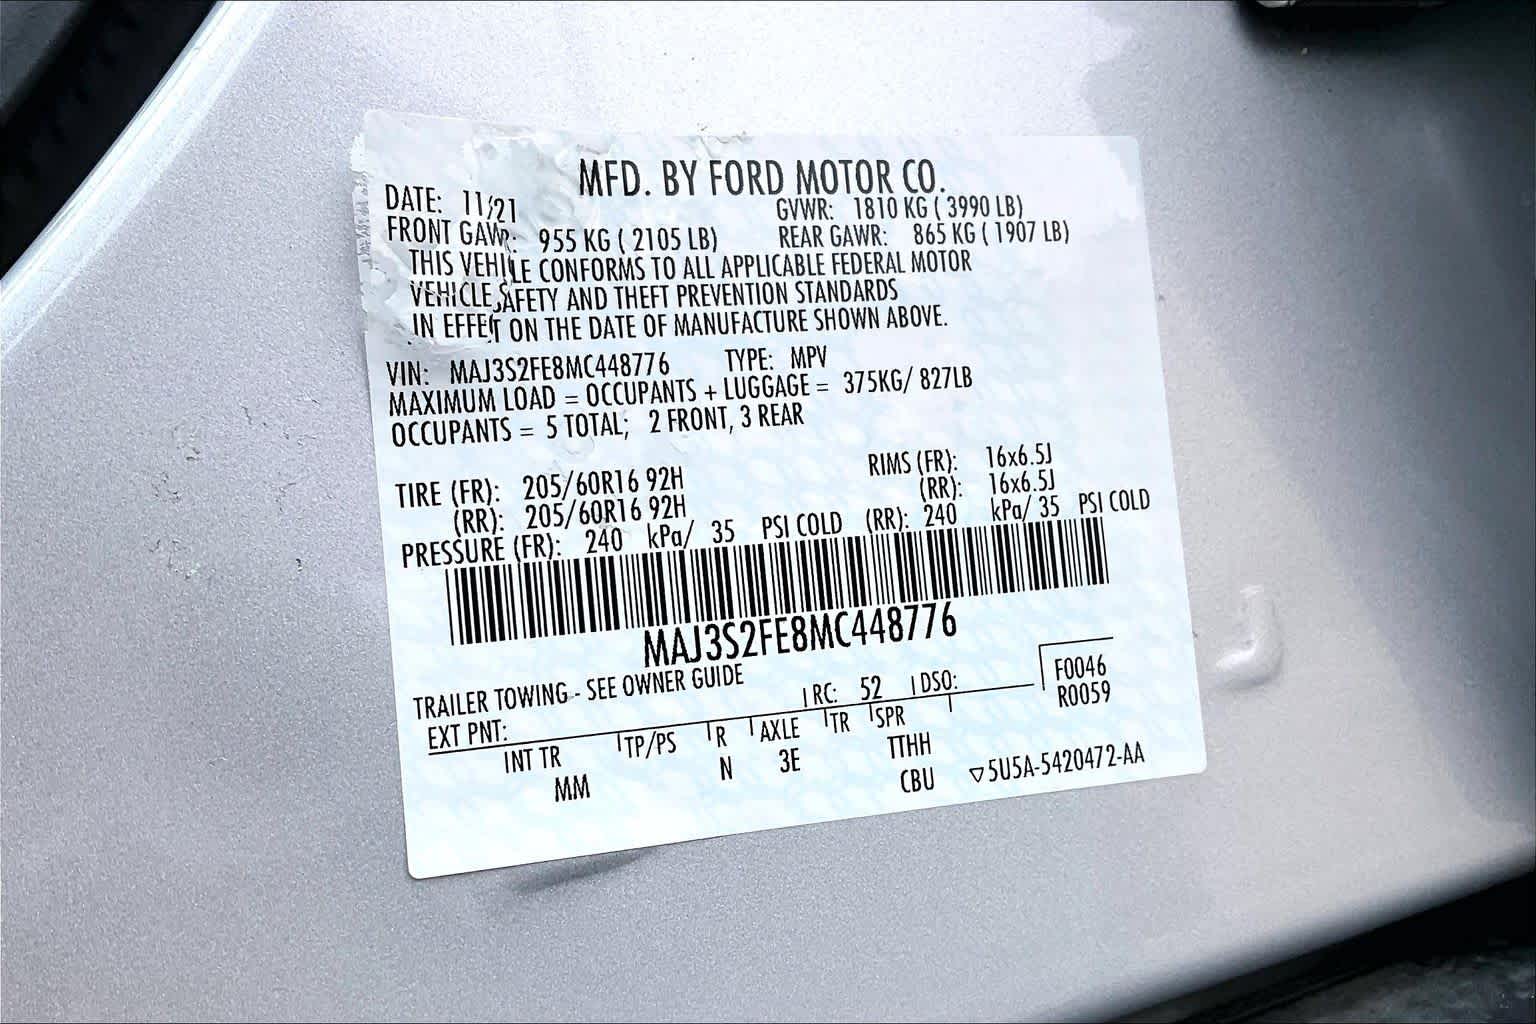 MFD. BY FORD MOTOR CO.
DATE: 11/21 GVWR: 1810 KG ( 3990 LB)
FRONT GAWR: 955 KG ( 2105 LB) REAR GAWR: 865 KG ( 1907 LB)
THIS VEHICLE CONFORMS TO ALL APPLICABLE FEDERAL MOTOR
VEHICLE SAFETY AND THEFT PREVENTION STANDARDS
IN EFFECT ON THE DATE OF MANUFACTURE SHOWN ABOVE.
VIN: MAJ3S2FE8MC448776 TYPE: MPV
MAXIMUM LOAD = OCCUPANTS + LUGGAGE = 375KG/ 827LB
OCCUPANTS = 5 TOTAL; 2 FRONT, 3 REAR
TIRE (FR): 205/60R16 92H RIMS (FR): 16x6.5J
(RR): 205/60R16 92H (RR): 16x6.5J
PRESSURE (FR): 240 kPa/ 35 PSI COLD (RR): 240 kPa/ 35 PSI COLD
MAJ3S2FE8MC448776
TRAILER TOWING - SEE OWNER GUIDE
EXT PNT: RC: 52 DSO: F0046
R0059
INT TR TP/PS R AXLE TR SPR
MM N 3E TTHH
CBU ▽5U5A-5420472-AA